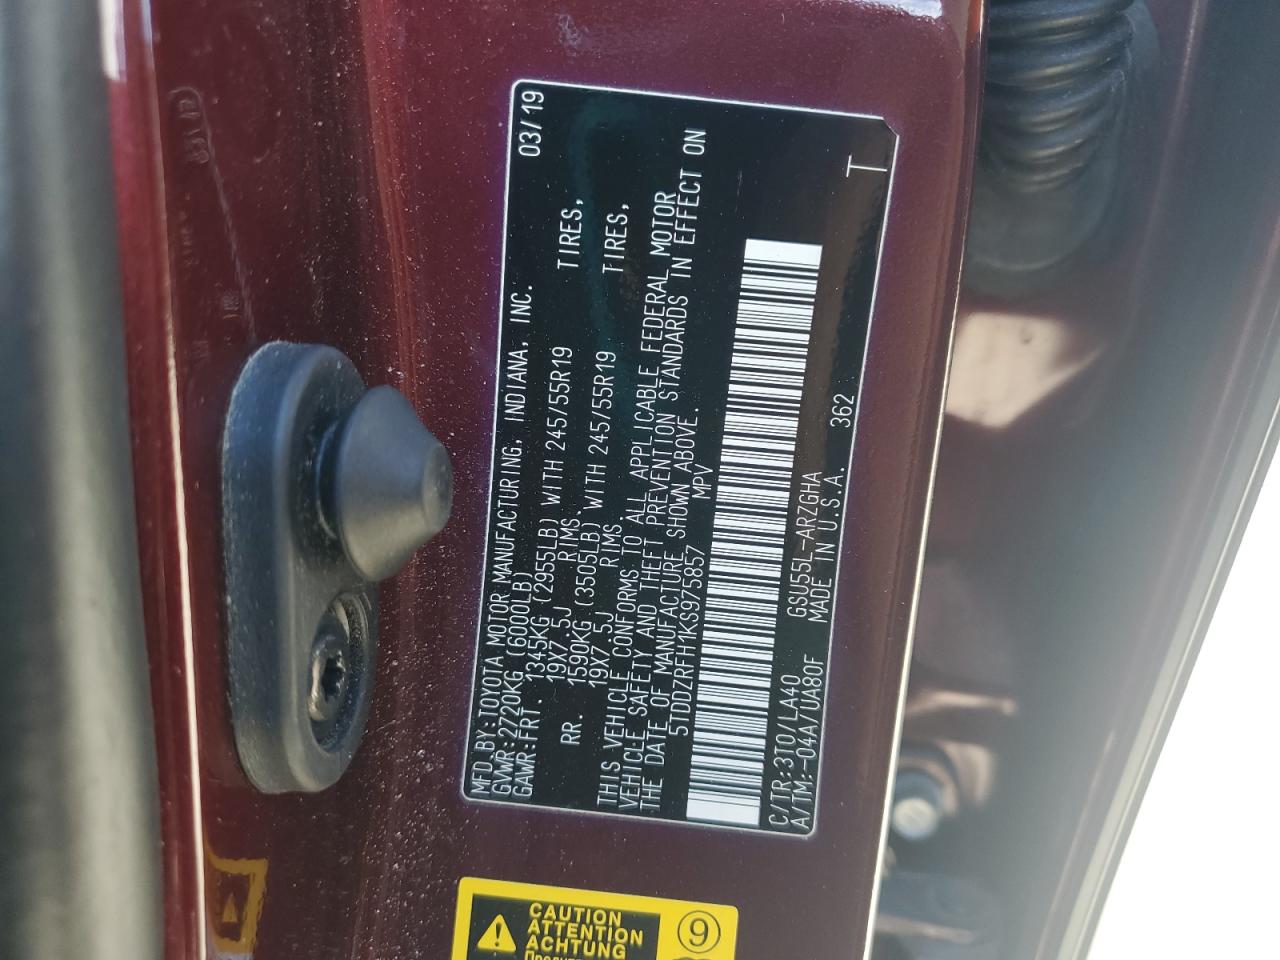 MFD.BY:TOYOTA MOTOR MANUFACTURING, INDIANA, INC. 03/19
GVWR:2720KG (6000LB)
GAWR:FRT. 1345KG (2955LB) WITH 245/55R19 TIRES,
19X7.5J RIMS
RR. 1590KG (3505LB) WITH 245/55R19 TIRES,
19X7.5J RIMS.
THIS VEHICLE CONFORMS TO ALL APPLICABLE FEDERAL MOTOR
VEHICLE SAFETY AND THEFT PREVENTION STANDARDS IN EFFECT ON
THE DATE OF MANUFACTURE SHOWN ABOVE.
5TDDZRFH1KS975857 MPV
C/TR:3T0/LA40 GSU55L-ARZGHA
A/TM:-04A/UA80F MADE IN U.S.A. 362 T
CAUTION
ATTENTION
ACHTUNG
9